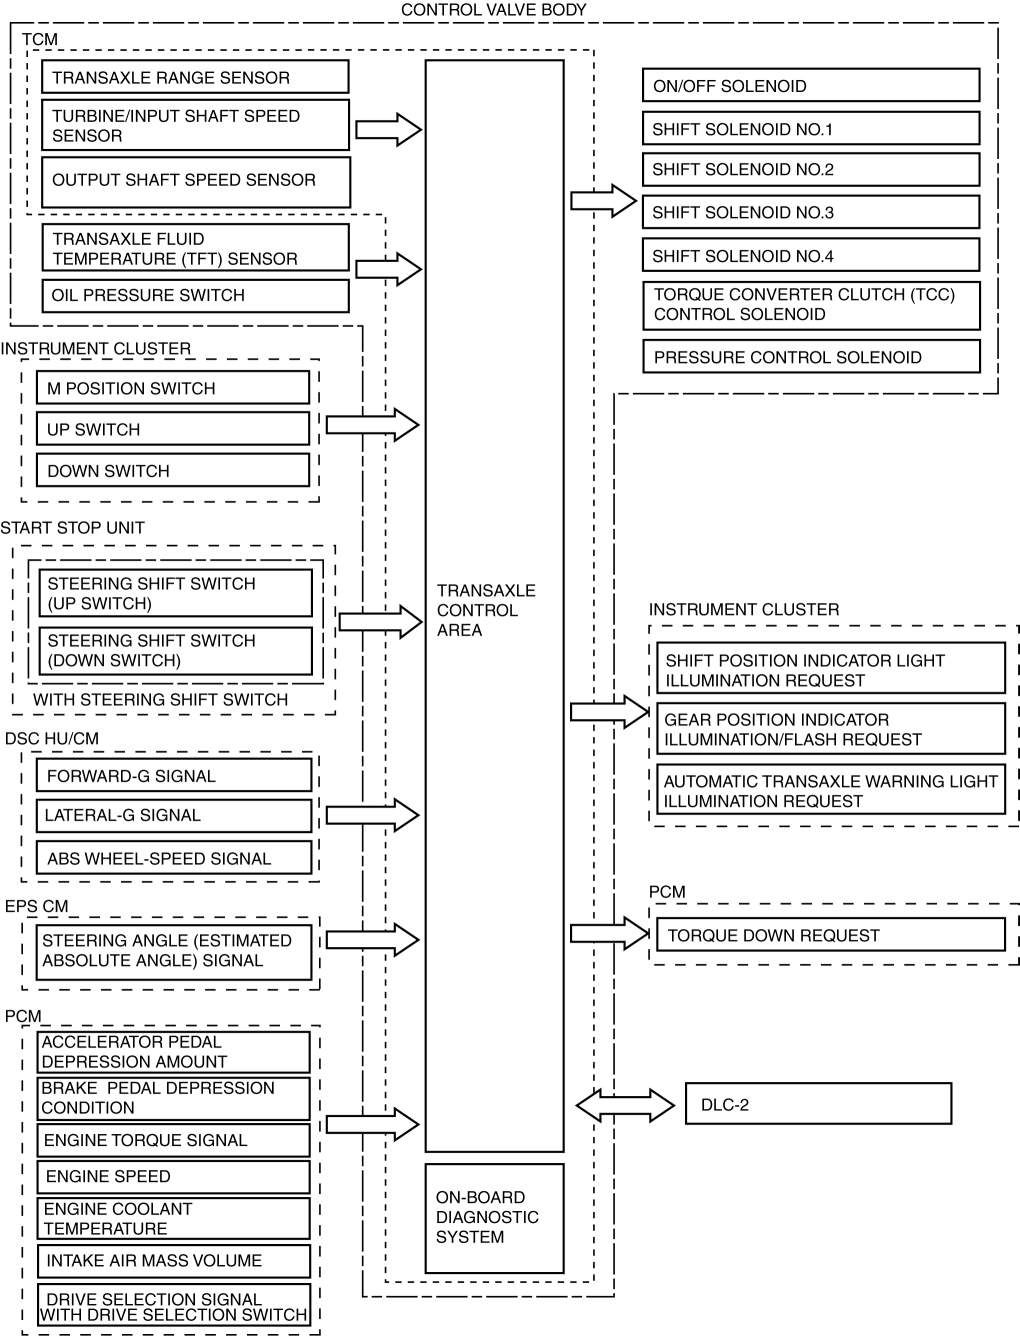 CONTROL VALVE BODY
TCM
TRANSAXLE RANGE SENSOR
TURBINE/INPUT SHAFT SPEED
SENSOR
OUTPUT SHAFT SPEED SENSOR
TRANSAXLE FLUID
TEMPERATURE (TFT) SENSOR
OIL PRESSURE SWITCH
INSTRUMENT CLUSTER
M POSITION SWITCH
UP SWITCH
DOWN SWITCH
START STOP UNIT
STEERING SHIFT SWITCH
(UP SWITCH)
STEERING SHIFT SWITCH
(DOWN SWITCH)
WITH STEERING SHIFT SWITCH
DSC HU/CM
FORWARD-G SIGNAL
LATERAL-G SIGNAL
ABS WHEEL-SPEED SIGNAL
EPS CM
STEERING ANGLE (ESTIMATED
ABSOLUTE ANGLE) SIGNAL
PCM
ACCELERATOR PEDAL
DEPRESSION AMOUNT
BRAKE PEDAL DEPRESSION
CONDITION
ENGINE TORQUE SIGNAL
ENGINE SPEED
ENGINE COOLANT
TEMPERATURE
INTAKE AIR MASS VOLUME
DRIVE SELECTION SIGNAL
WITH DRIVE SELECTION SWITCH
TRANSAXLE
CONTROL
AREA
ON-BOARD
DIAGNOSTIC
SYSTEM
ON/OFF SOLENOID
SHIFT SOLENOID NO.1
SHIFT SOLENOID NO.2
SHIFT SOLENOID NO.3
SHIFT SOLENOID NO.4
TORQUE CONVERTER CLUTCH (TCC)
CONTROL SOLENOID
PRESSURE CONTROL SOLENOID
INSTRUMENT CLUSTER
SHIFT POSITION INDICATOR LIGHT
ILLUMINATION REQUEST
GEAR POSITION INDICATOR
ILLUMINATION/FLASH REQUEST
AUTOMATIC TRANSAXLE WARNING LIGHT
ILLUMINATION REQUEST
PCM
TORQUE DOWN REQUEST
DLC-2